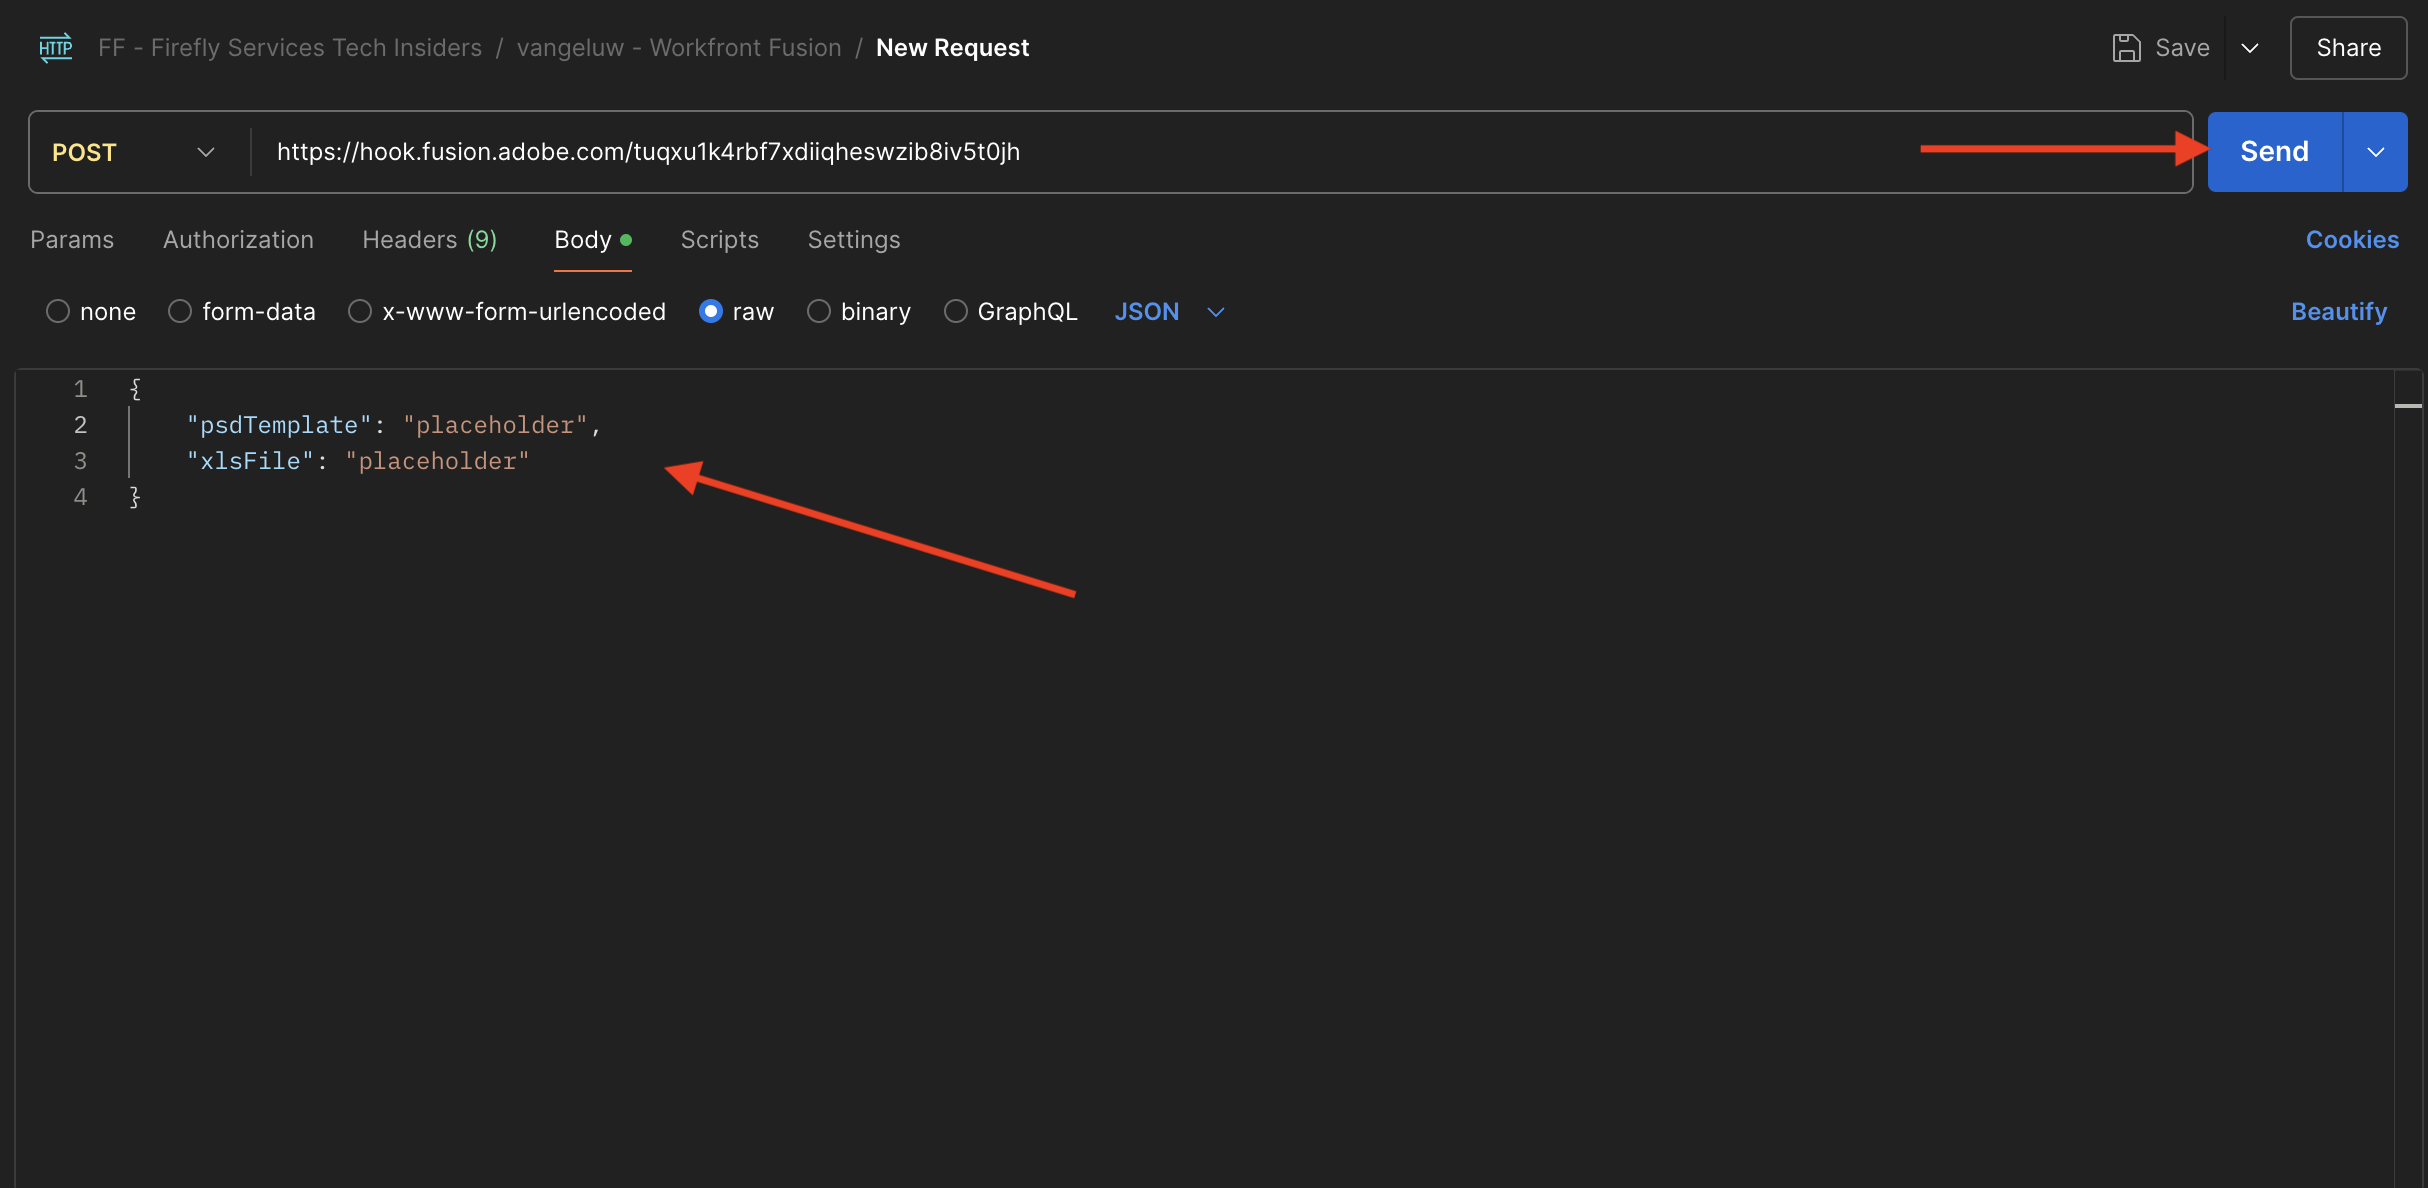 HTTP FF - Firefly Services Tech Insiders / vangeluw - Workfront Fusion / New Request Save Share
POST https://hook.fusion.adobe.com/tuqxu1k4rbf7xdiiqheswzib8iv5t0jh Send
Params Authorization Headers (9) Body Scripts Settings Cookies
none form-data x-www-form-urlencoded raw binary GraphQL JSON Beautify
1 {
2 "psdTemplate": "placeholder",
3 "xlsFile": "placeholder"
4 }